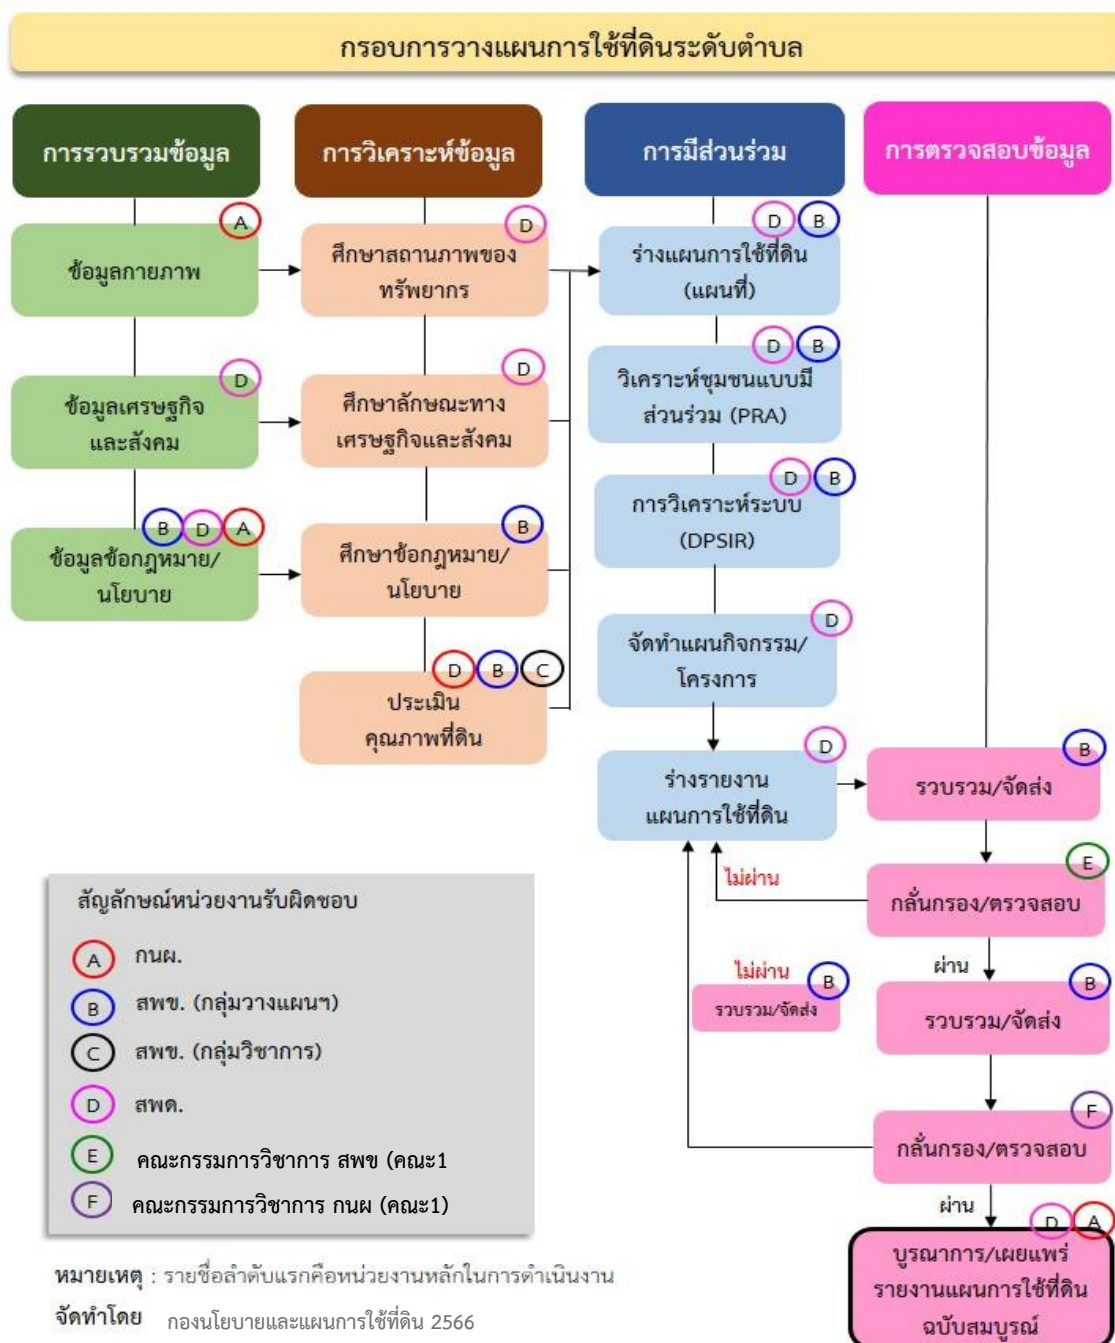 กรอบการวางแผนการใช้ที่ดินระดับตำบล
การรวบรวมข้อมูล
A
ข้อมูลกายภาพ
D
ข้อมูลเศรษฐกิจ
และสังคม
B D A
ข้อมูลข้อกฎหมาย/
นโยบาย
การวิเคราะห์ข้อมูล
D
ศึกษาสถานภาพของ
ทรัพยากร
D
ศึกษาลักษณะทาง
เศรษฐกิจและสังคม
B
ศึกษาข้อกฎหมาย/
นโยบาย
D B C
ประเมิน
คุณภาพที่ดิน
การมีส่วนร่วม
D B
ร่างแผนการใช้ที่ดิน
(แผนที่)
D B
วิเคราะห์ชุมชนแบบมี
ส่วนร่วม (PRA)
D B
การวิเคราะห์ระบบ
(DPSIR)
D
จัดทำแผนกิจกรรม/
โครงการ
D
ร่างรายงาน
แผนการใช้ที่ดิน
การตรวจสอบข้อมูล
B
รวบรวม/จัดส่ง
E
ไม่ผ่าน
กลั่นกรอง/ตรวจสอบ
ผ่าน
B
รวบรวม/จัดส่ง
ไม่ผ่าน
B
รวบรวม/จัดส่ง
F
กลั่นกรอง/ตรวจสอบ
ผ่าน
D A
บูรณาการ/เผยแพร่
รายงานแผนการใช้ที่ดิน
ฉบับสมบูรณ์
สัญลักษณ์หน่วยงานรับผิดชอบ
A กนผ.
B สพข. (กลุ่มวางแผนฯ)
C สพข. (กลุ่มวิชาการ)
D สพด.
E คณะกรรมการวิชาการ สพข (คณะ1
F คณะกรรมการวิชาการ กนผ (คณะ1)
หมายเหตุ : รายชื่อลำดับแรกคือหน่วยงานหลักในการดำเนินงาน
จัดทำโดย กองนโยบายและแผนการใช้ที่ดิน 2566